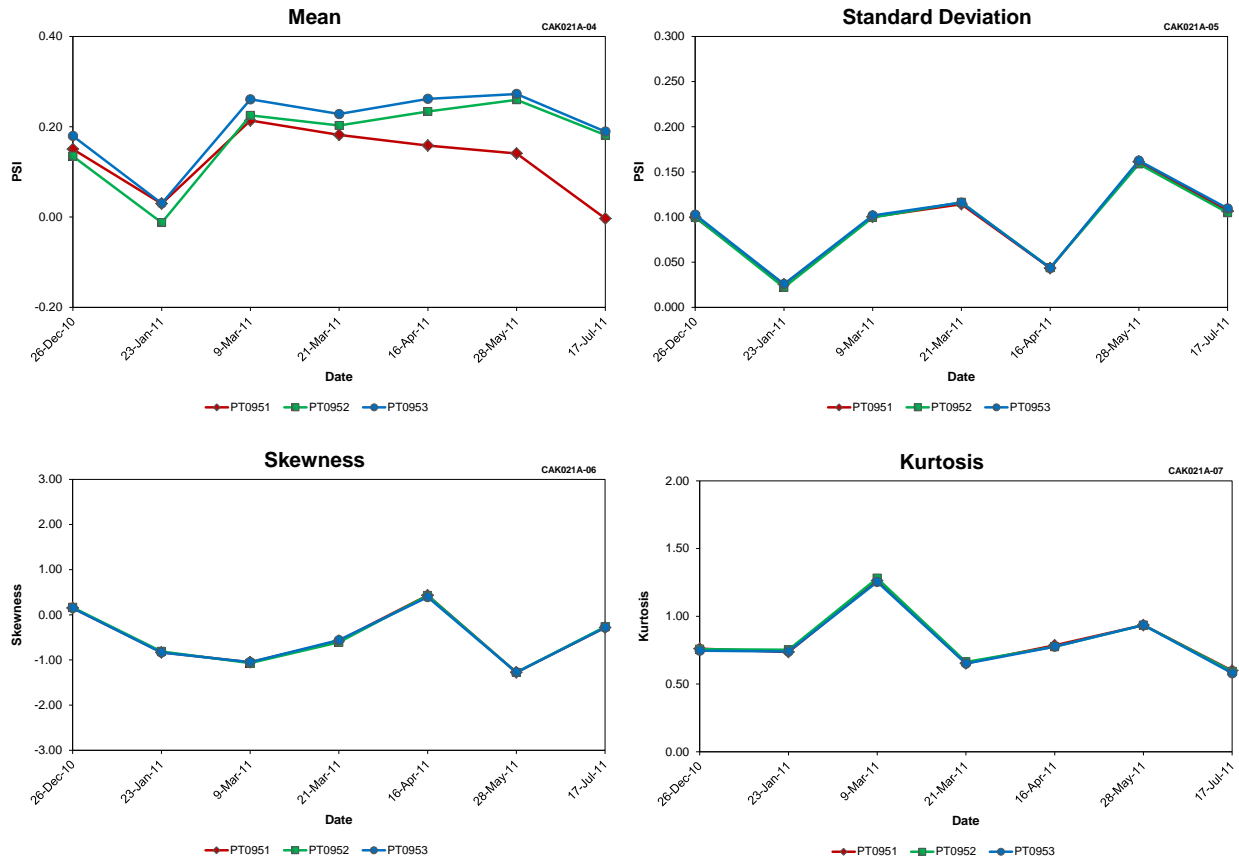 Mean
CAK021A-04
0.40
0.20
0.00
-0.20
PSI
26-Dec-10
23-Jan-11
9-Mar-11
21-Mar-11
16-Apr-11
28-May-11
17-Jul-11
Date
PT0951 PT0952 PT0953
Standard Deviation
CAK021A-05
0.300
0.250
0.200
0.150
0.100
0.050
0.000
PSI
26-Dec-10
23-Jan-11
9-Mar-11
21-Mar-11
16-Apr-11
28-May-11
17-Jul-11
Date
PT0951 PT0952 PT0953
Skewness
CAK021A-06
3.00
2.00
1.00
0.00
-1.00
-2.00
-3.00
Skewness
26-Dec-10
23-Jan-11
9-Mar-11
21-Mar-11
16-Apr-11
28-May-11
17-Jul-11
Date
PT0951 PT0952 PT0953
Kurtosis
CAK021A-07
2.00
1.50
1.00
0.50
0.00
Kurtosis
26-Dec-10
23-Jan-11
9-Mar-11
21-Mar-11
16-Apr-11
28-May-11
17-Jul-11
Date
PT0951 PT0952 PT0953